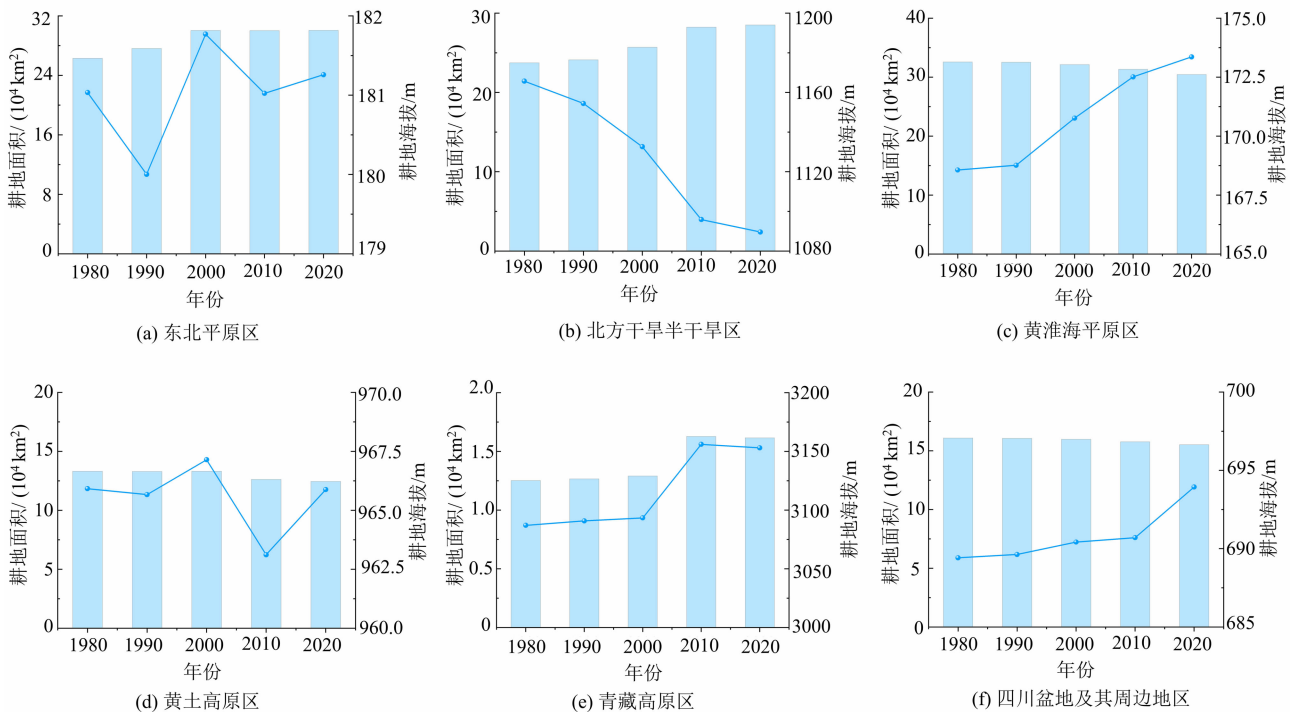 32
24
16
8
0
耕地面积/ (10⁴ km²)
182
181
180
179
耕地海拔/m
1980 1990 2000 2010 2020
年份
(a) 东北平原区
30
20
10
0
耕地面积/ (10⁴ km²)
1200
1160
1120
1080
耕地海拔/m
1980 1990 2000 2010 2020
年份
(b) 北方干旱半干旱区
40
30
20
10
0
耕地面积/ (10⁴ km²)
175.0
172.5
170.0
167.5
165.0
耕地海拔/m
1980 1990 2000 2010 2020
年份
(c) 黄淮海平原区
20
15
10
5
0
耕地面积/ (10⁴ km²)
970.0
967.5
965.0
962.5
960.0
耕地海拔/m
1980 1990 2000 2010 2020
年份
(d) 黄土高原区
2.0
1.5
1.0
0.5
0
耕地面积/ (10⁴ km²)
3200
3150
3100
3050
3000
耕地海拔/m
1980 1990 2000 2010 2020
年份
(e) 青藏高原区
20
15
10
5
0
耕地面积/ (10⁴ km²)
700
695
690
685
耕地海拔/m
1980 1990 2000 2010 2020
年份
(f) 四川盆地及其周边地区